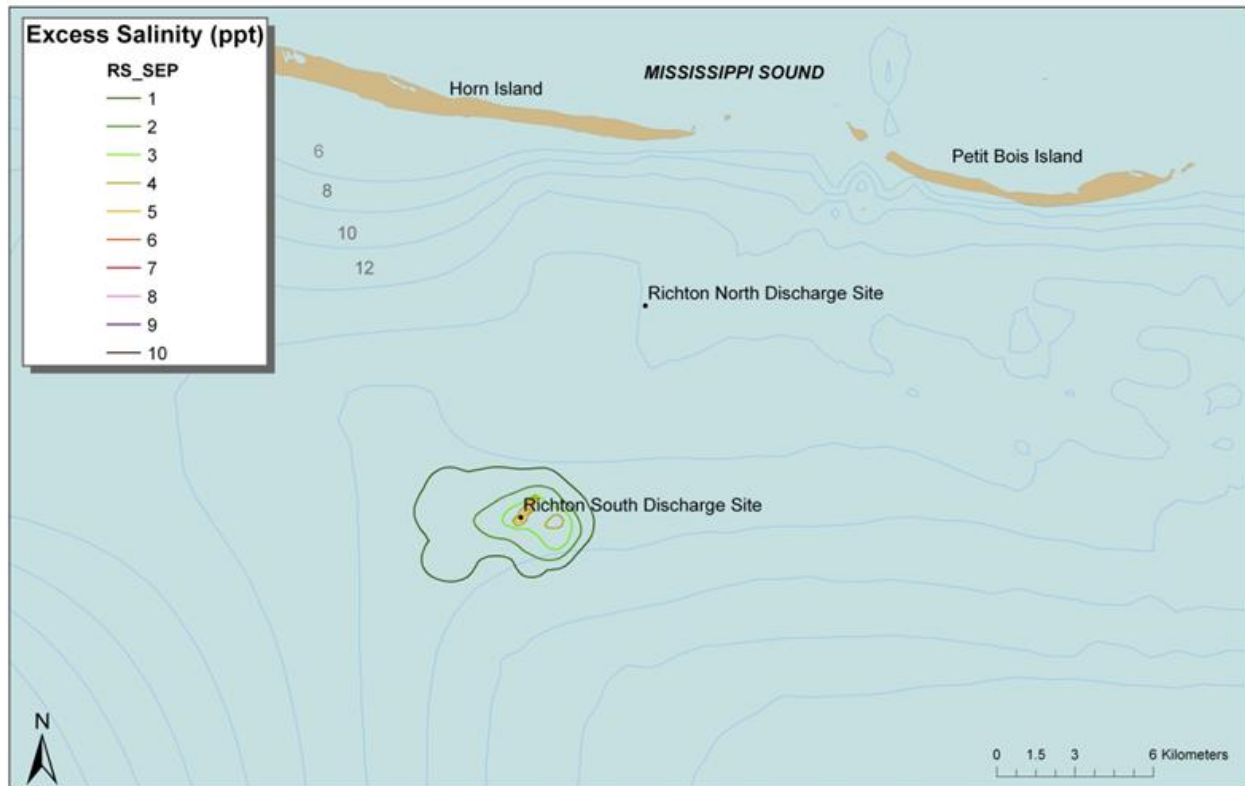 Excess Salinity (ppt)
RS_SEP
1
2
3
4
5
6
7
8
9
10
MISSISSIPPI SOUND
Horn Island
Petit Bois Island
6
8
10
12
Richton North Discharge Site
Richton South Discharge Site
N
0 1.5 3 6 Kilometers